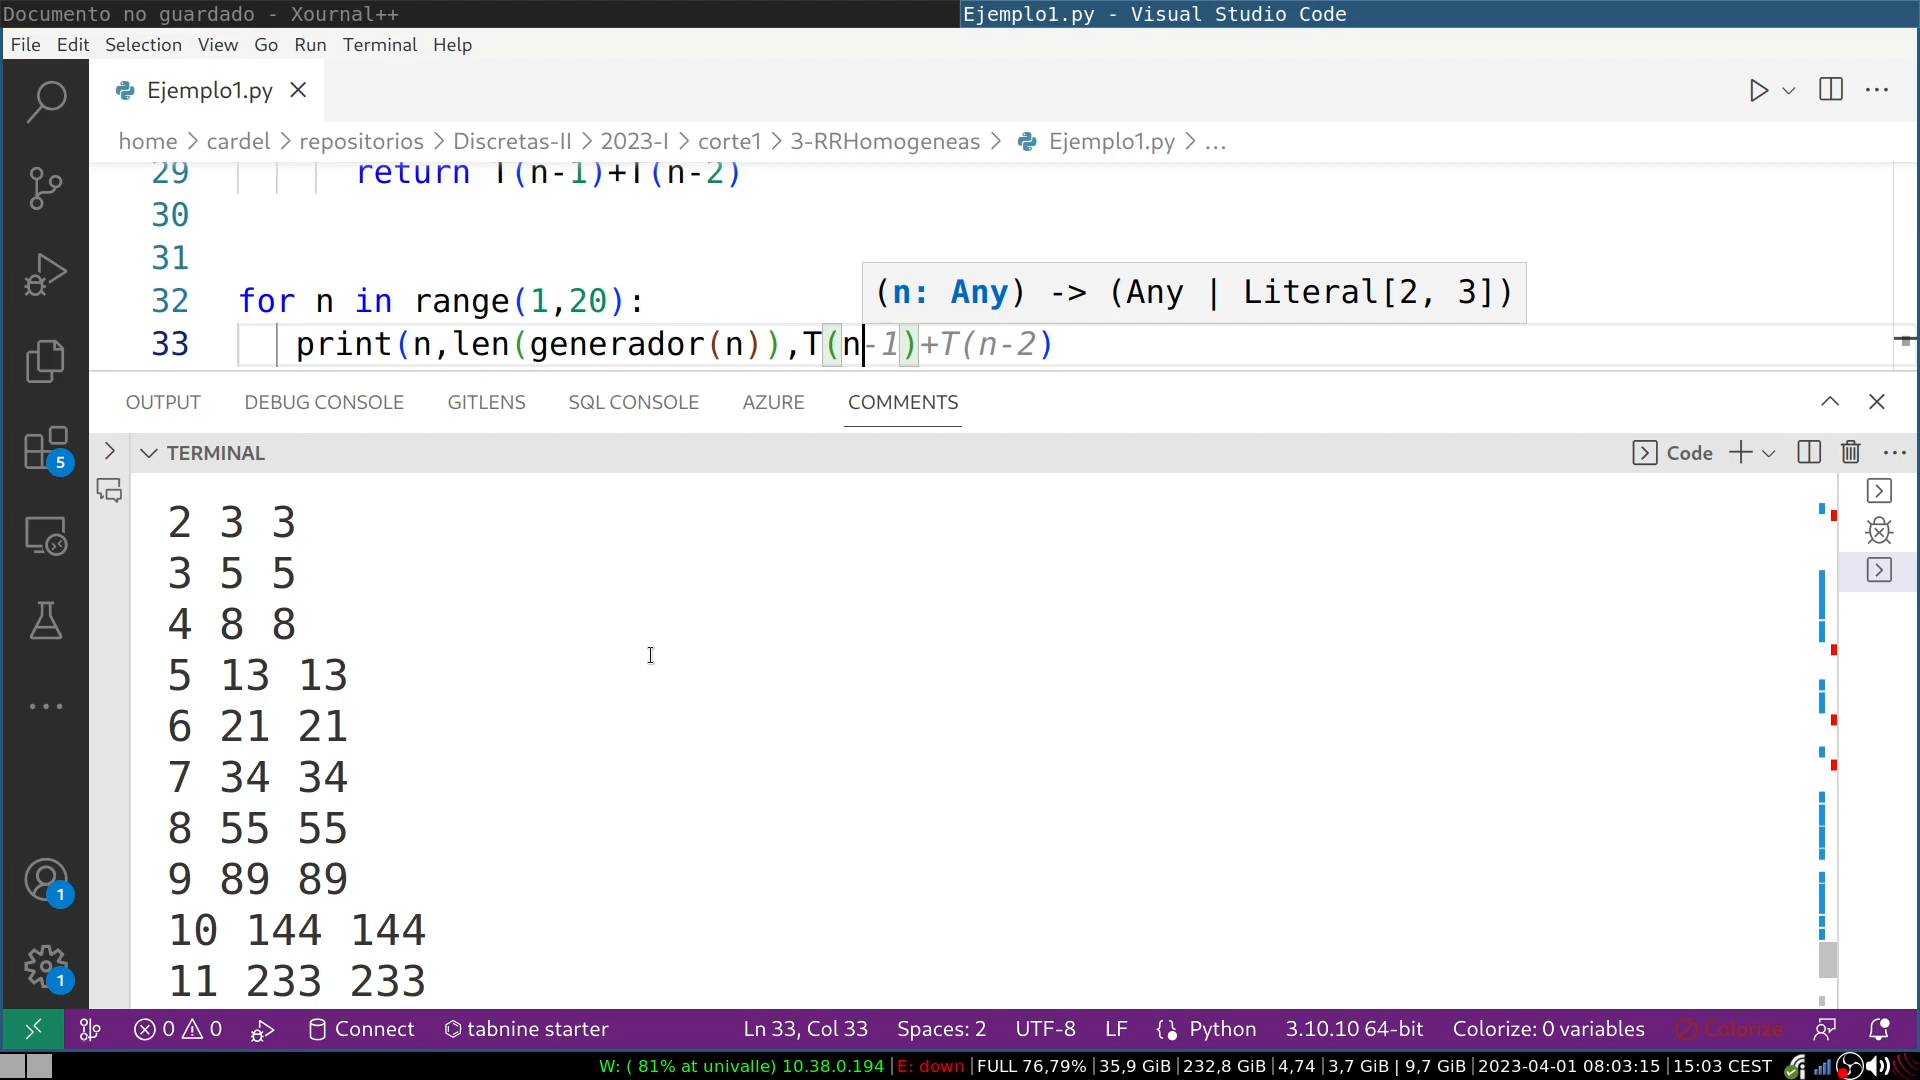 Documento no guardado - Xournal++
Ejemplo1.py - Visual Studio Code
File Edit Selection View Go Run Terminal Help
Ejemplo1.py
home > cardel > repositorios > Discretas-II > 2023-I > corte1 > 3-RRHomogeneas > Ejemplo1.py > ...
29 return T(n-1)+T(n-2)
30
31
(n: Any) -> (Any | Literal[2, 3])
32 for n in range(1,20):
33 print(n,len(generador(n)),T(n-1)+T(n-2)
OUTPUT DEBUG CONSOLE GITLENS SQL CONSOLE AZURE COMMENTS
TERMINAL
Code
2 3 3
3 5 5
4 8 8
5 13 13
6 21 21
7 34 34
8 55 55
9 89 89
10 144 144
11 233 233
5
1
1
0 0 Connect tabnine starter Ln 33, Col 33 Spaces: 2 UTF-8 LF Python 3.10.10 64-bit Colorize: 0 variables Colorize
W: ( 81% at univalle) 10.38.0.194 | E: down | FULL 76,79% | 35,9 GiB | 232,8 GiB | 4,74 | 3,7 GiB | 9,7 GiB | 2023-04-01 08:03:15 | 15:03 CEST